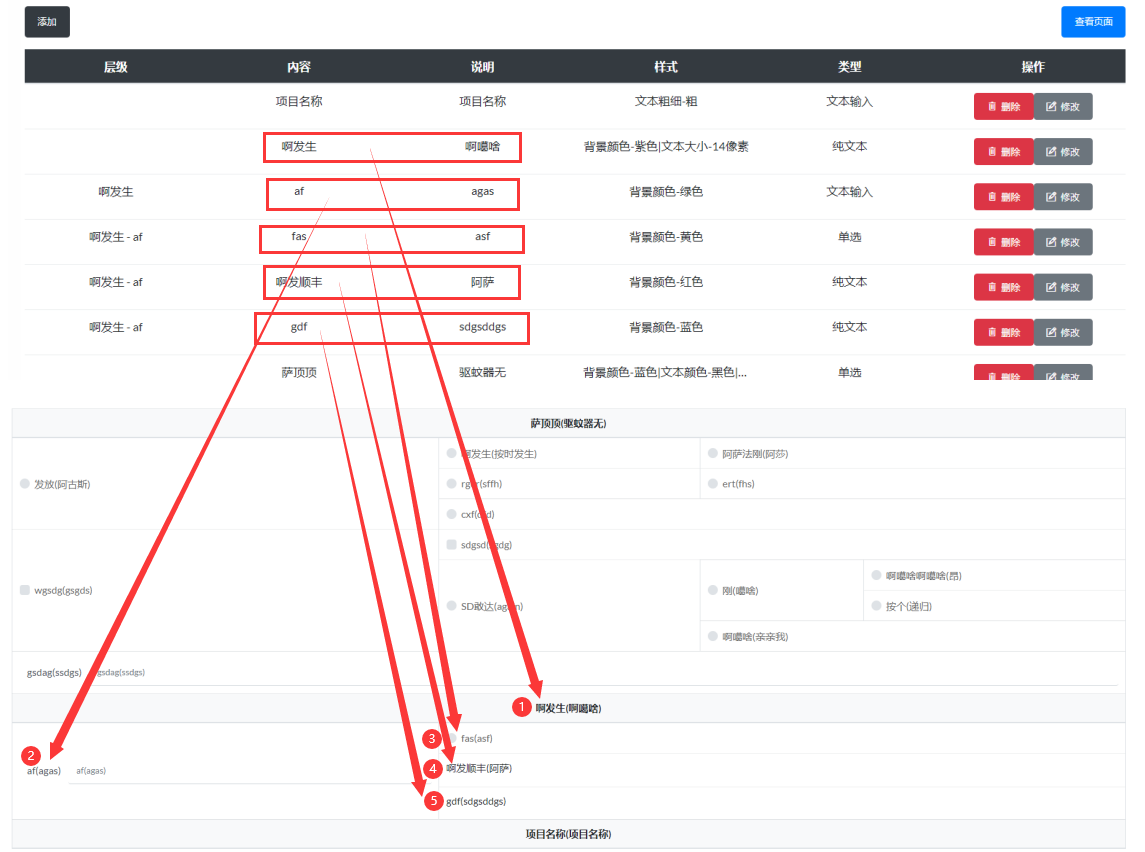 添加 查看页面
层级 内容 说明 样式 类型 操作
项目名称 项目名称 文本粗细-粗 文本输入 删除 修改
啊发生 啊噶啥 背景颜色-紫色|文本大小-14像素 纯文本 删除 修改
啊发生 af agas 背景颜色-绿色 文本输入 删除 修改
啊发生 - af fas asf 背景颜色-黄色 单选 删除 修改
啊发生 - af 啊发顺丰 阿萨 背景颜色-红色 纯文本 删除 修改
啊发生 - af gdf sdgsddgs 背景颜色-蓝色 纯文本 删除 修改
萨顶顶 驱蚊器无 背景颜色-蓝色|文本颜色-黑色|... 单选 删除 修改
萨顶顶(驱蚊器无)
啊发生(按时发生) 阿萨法刚(阿莎)
发放(阿古斯)
(sffh) ert(fhs)
sdgsd
wgsdg(gsgds)
啊噶啥啊噶啥(昂)
刚(噶啥)
SD敢达 按个(递归)
啊噶啥(亲亲我)
gsdag(ssdgs) gsdag(ssdgs)
1 啊发生(啊噶啥)
3 fas(asf)
2
4 啊发顺丰(阿萨)
af(agas) af(agas)
5 gdf(sdgsddgs)
项目名称(项目名称)